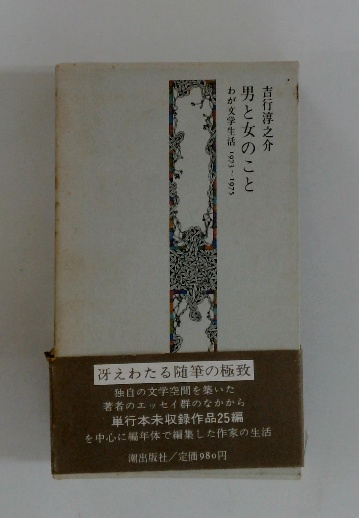 吉行淳之介
男と女のこと
わが文学生活 1973〜1975
冴えわたる随筆の極致
独自の文学空間を築いた
著者のエッセイ群のなかから
単行本未収録作品25編
を中心に編年体で編集した作家の生活
潮出版社／定価980円